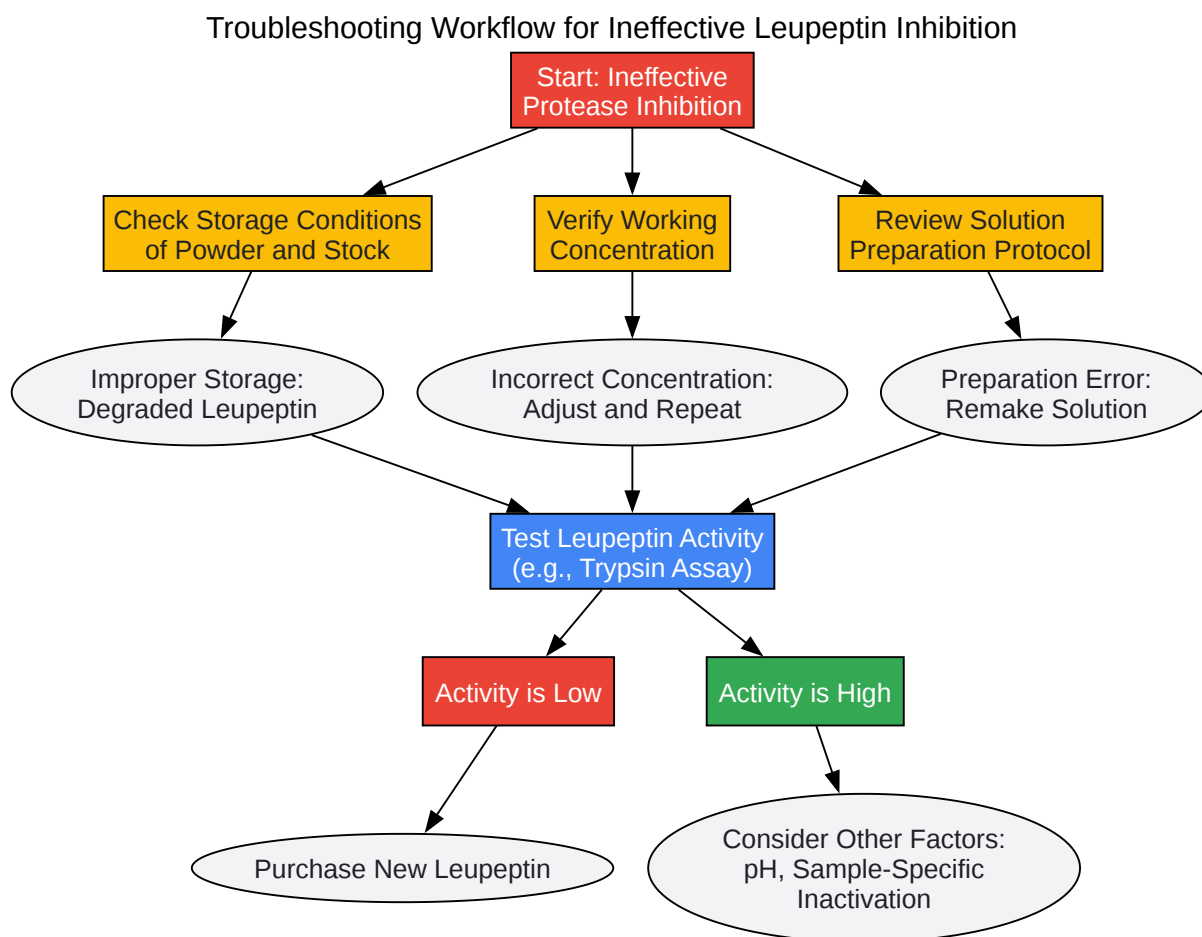 Troubleshooting Workflow for Ineffective Leupeptin Inhibition
Start: Ineffective
Protease Inhibition
Check Storage Conditions
of Powder and Stock
Verify Working
Concentration
Review Solution
Preparation Protocol
Improper Storage:
Degraded Leupeptin
Incorrect Concentration:
Adjust and Repeat
Preparation Error:
Remake Solution
Test Leupeptin Activity
(e.g., Trypsin Assay)
Activity is Low
Activity is High
Purchase New Leupeptin
Consider Other Factors:
pH, Sample-Specific
Inactivation